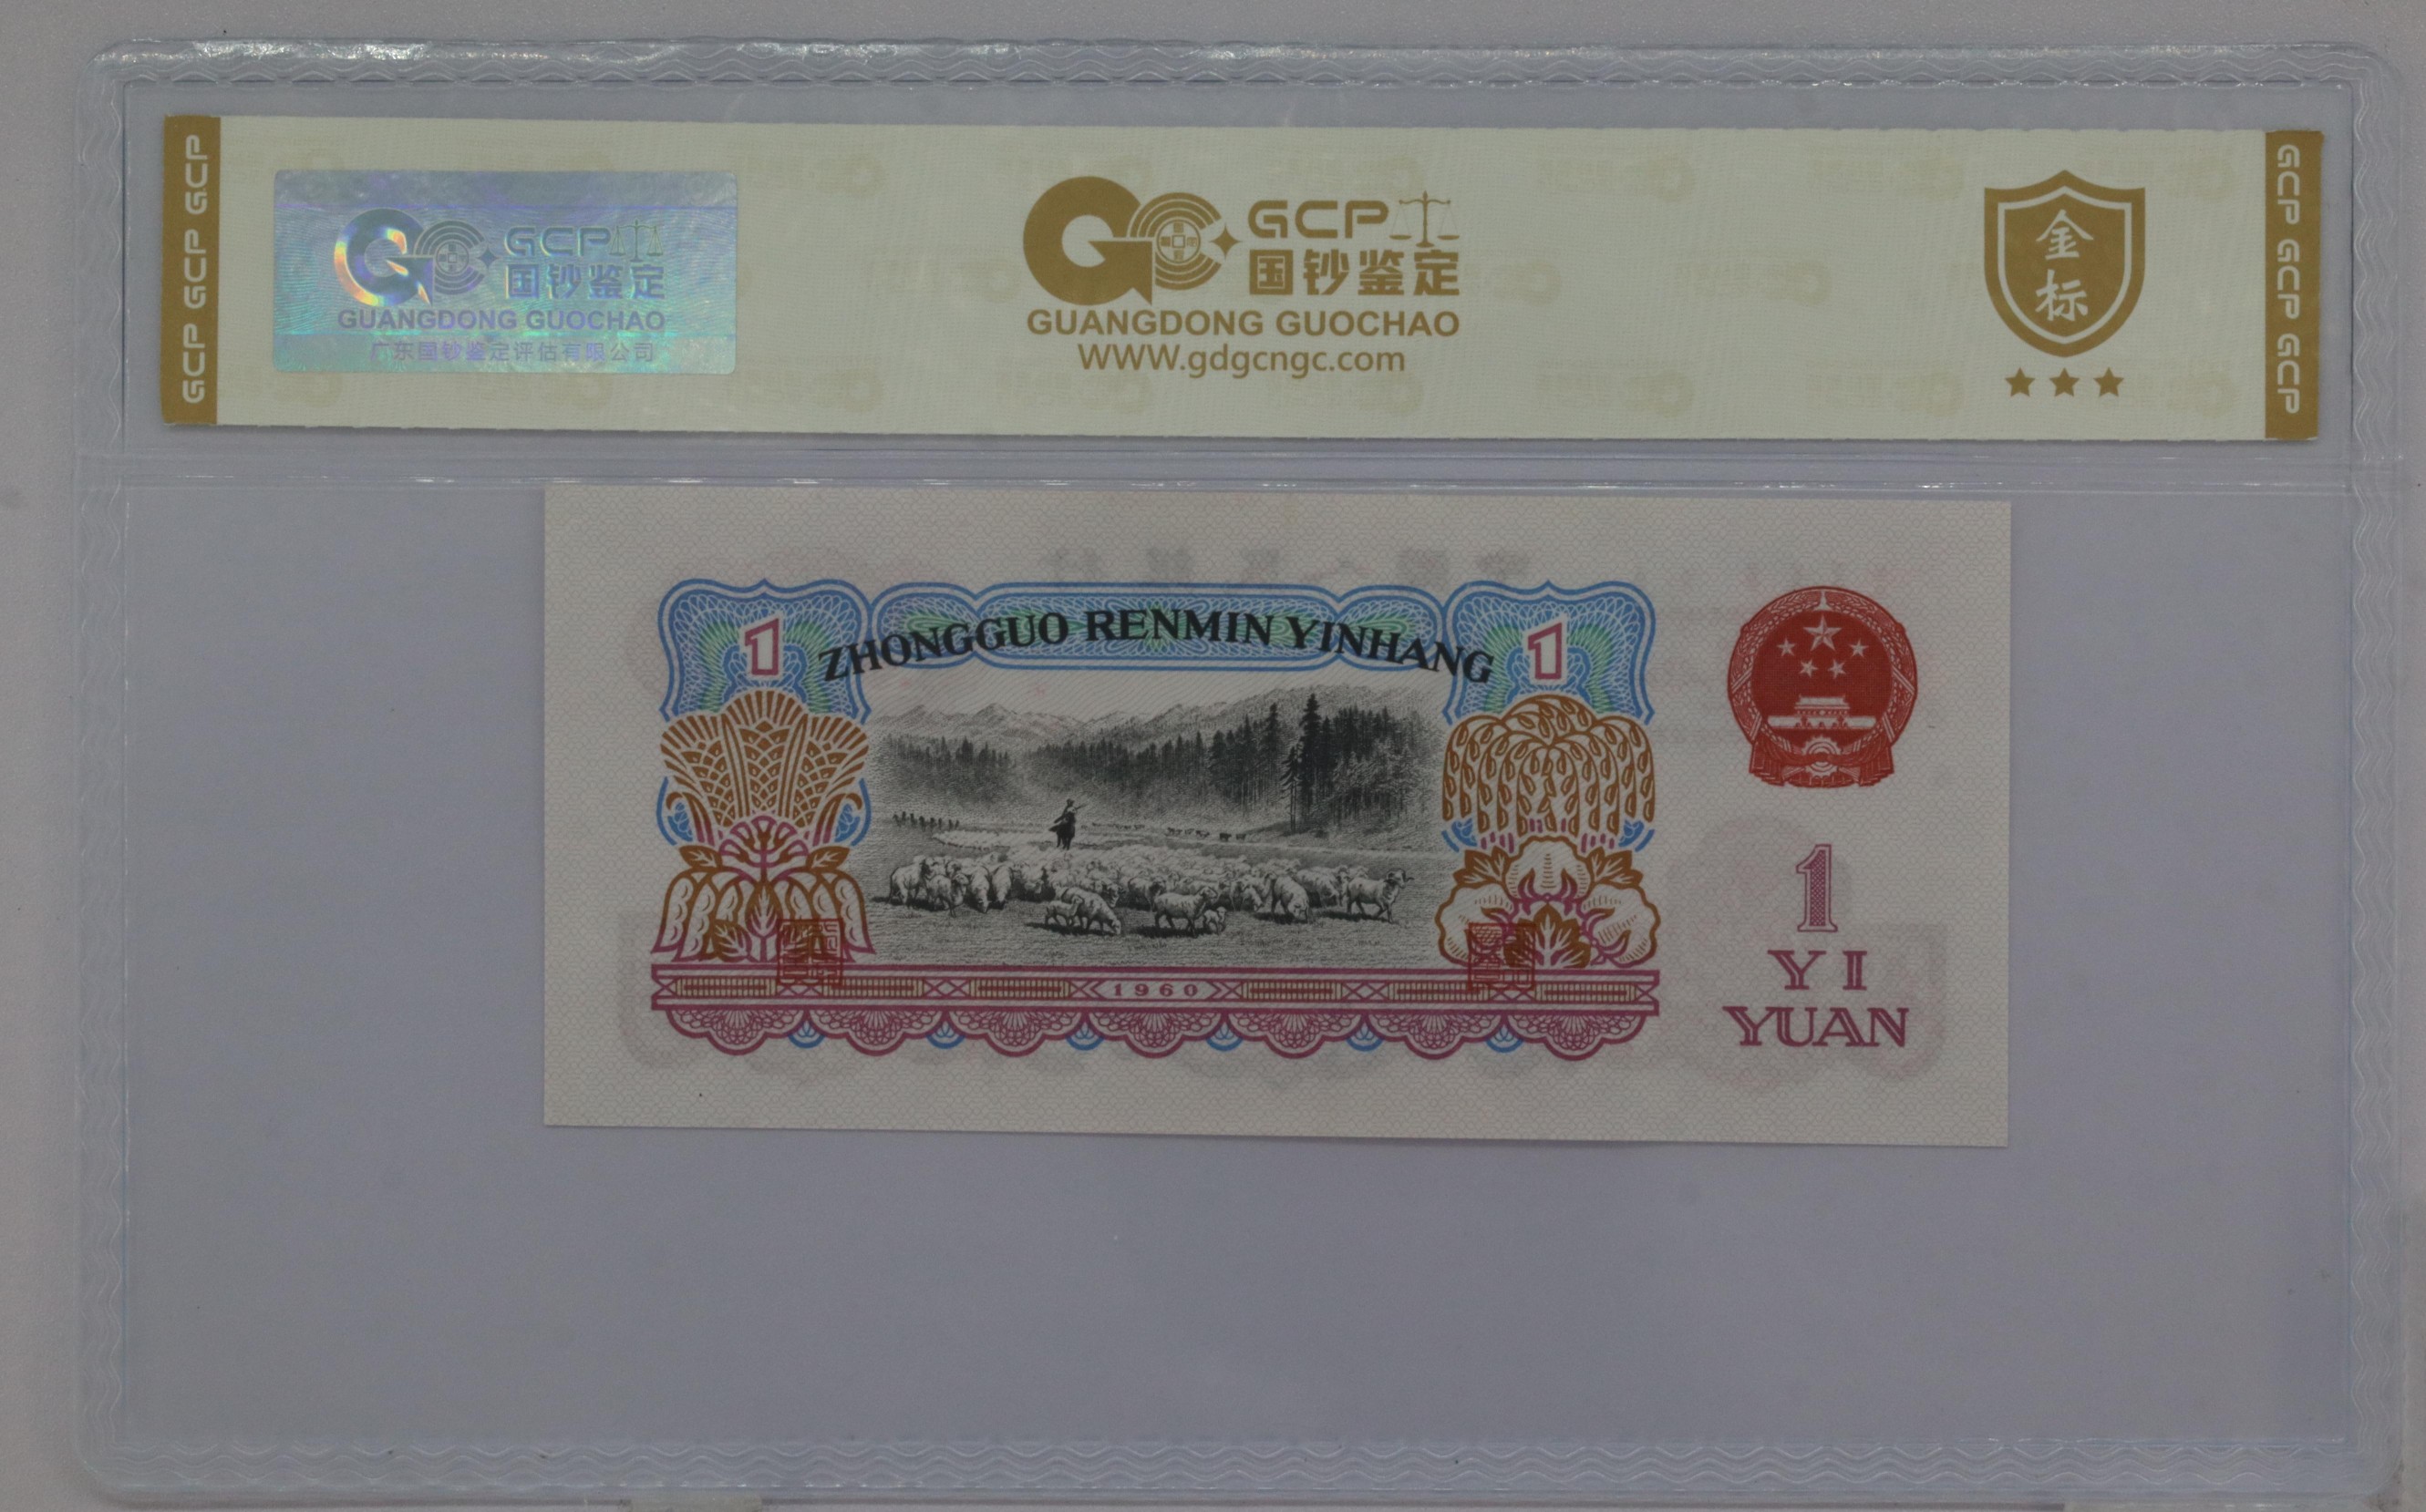 GCP GCP GCP
GCP
国钞鉴定
GUANGDONG GUOCHAO
广东国钞鉴定评估有限公司
GCP
国钞鉴定
GUANGDONG GUOCHAO
WWW.gdgcngc.com
金标
GCP GCP GCP
1
ZHONGGUO RENMIN YINHANG
1
1
YI
YUAN
1960